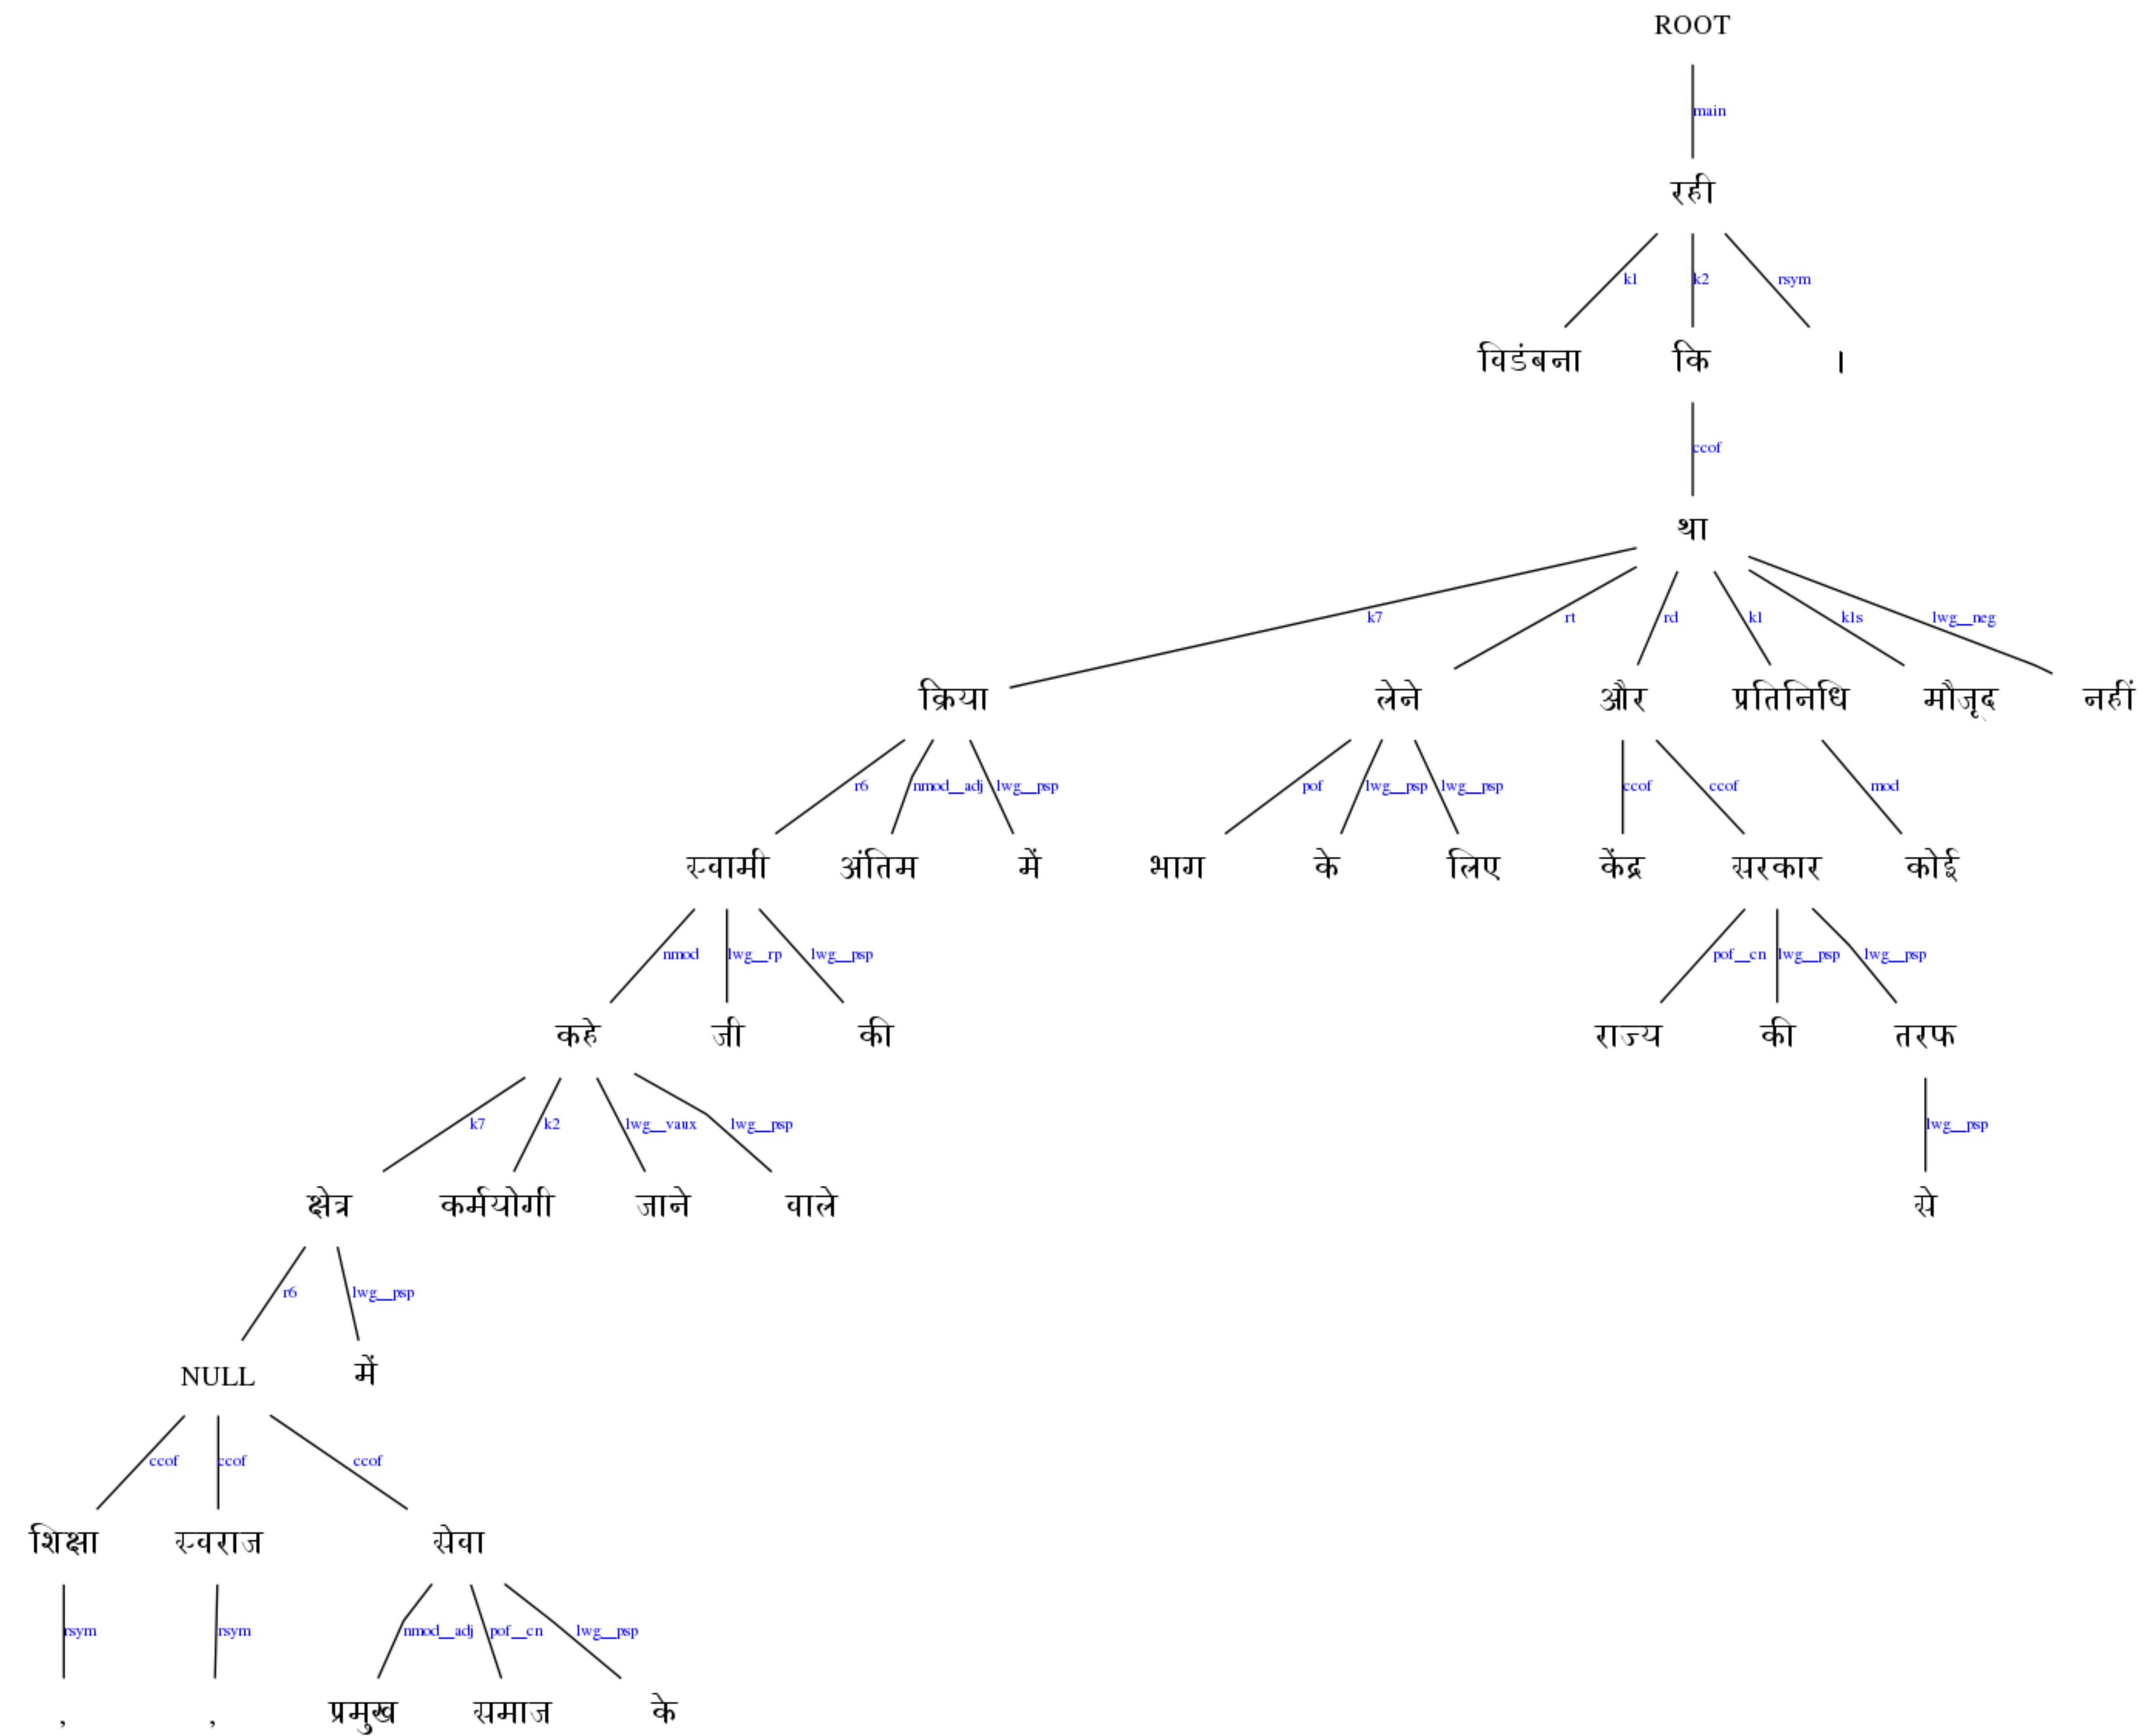 ROOT
main
रही
k1 k2 rsym
विडंबना कि ।
ccof
था
k7 rt rd k1 k1s lwg__neg
क्रिया लेने और प्रतिनिधि मौजूद नहीं
r6 nmod__adj lwg__psp pof lwg__psp lwg__psp ccof ccof mod
स्वामी अंतिम में भाग के लिए केंद्र सरकार कोई
nmod lwg__rp lwg__psp pof__cn lwg__psp lwg__psp
कहे जी की राज्य की तरफ
k7 k2 lwg__vaux lwg__psp lwg__psp
क्षेत्र कर्मयोगी जाने वाले से
r6 lwg__psp
NULL में
ccof ccof ccof
शिक्षा स्वराज सेवा
rsym rsym nmod__adj pof__cn lwg__psp
, , प्रमुख समाज के